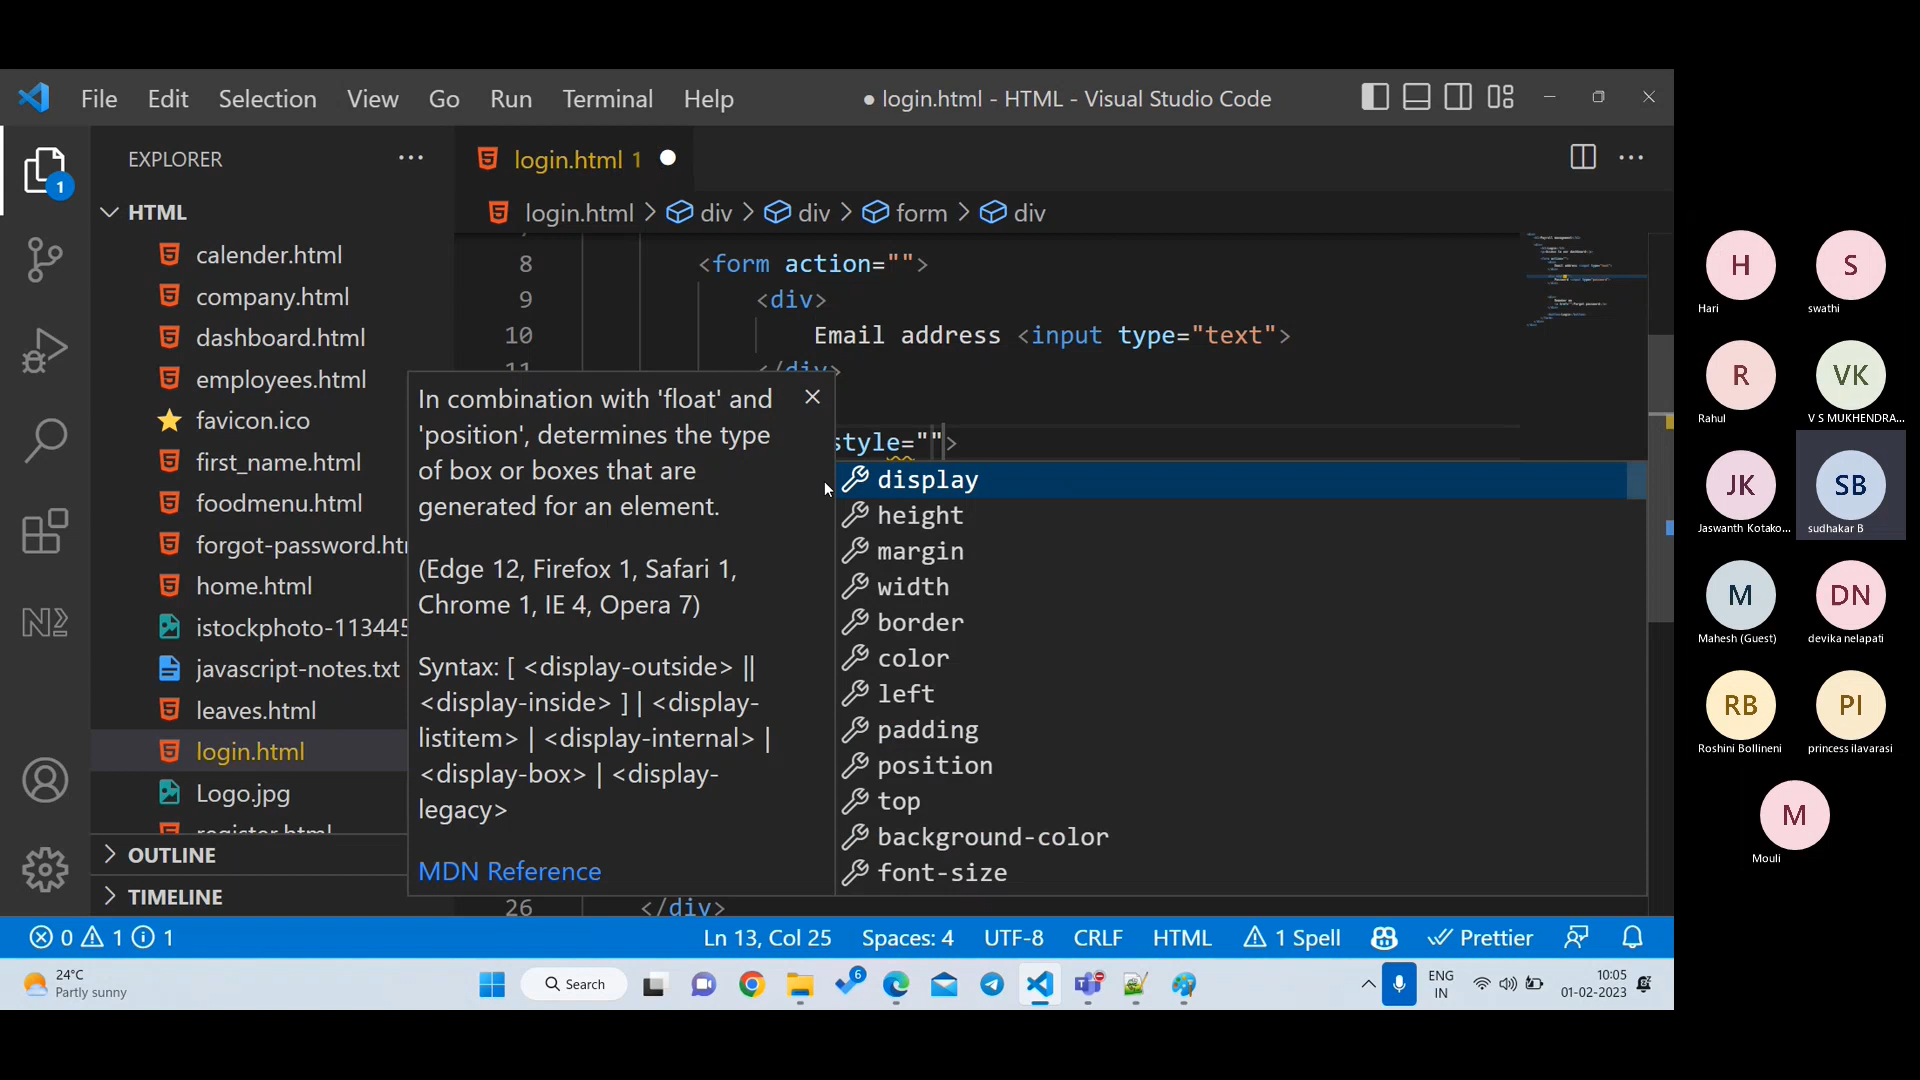 File Edit Selection View Go Run Terminal Help
● login.html - HTML - Visual Studio Code
EXPLORER
1
HTML
calender.html
company.html
dashboard.html
employees.html
favicon.ico
first_name.html
foodmenu.html
forgot-password.htr
home.html
istockphoto-113445
javascript-notes.txt
leaves.html
login.html
Logo.jpg
register.html
OUTLINE
TIMELINE
login.html 1
login.html > div > div > form > div
8 <form action="">
9 <div>
10 Email address <input type="text">
11 </div>
style="">
In combination with 'float' and
'position', determines the type
of box or boxes that are
generated for an element.
(Edge 12, Firefox 1, Safari 1,
Chrome 1, IE 4, Opera 7)
Syntax: [ <display-outside> ||
<display-inside> ] | <display-
listitem> | <display-internal> |
<display-box> | <display-
legacy>
MDN Reference
display
height
margin
width
border
color
left
padding
position
top
background-color
font-size
26 </div>
0 1 1
Ln 13, Col 25 Spaces: 4 UTF-8 CRLF HTML 1 Spell Prettier
24°C
Partly sunny
Search
6
ENG
IN
10:05
01-02-2023
H
Hari
S
swathi
R
Rahul
VK
V S MUKHENDRA...
JK
Jaswanth Kotako...
SB
sudhakar B
M
Mahesh (Guest)
DN
devika nelapati
RB
Roshini Bollineni
PI
princess ilavarasi
M
Mouli